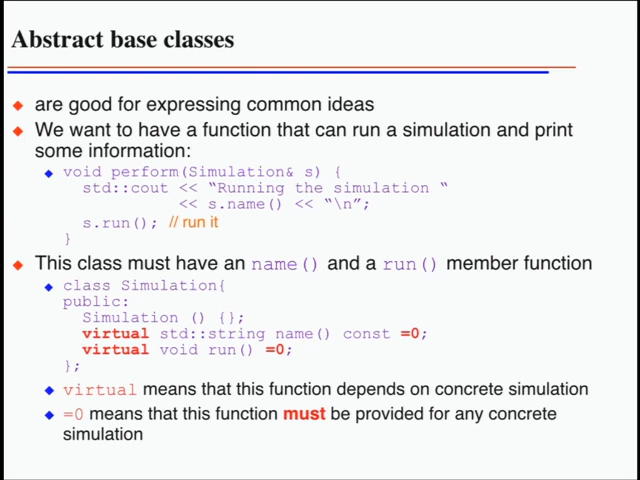 Abstract base classes
are good for expressing common ideas
We want to have a function that can run a simulation and print
some information:
void perform(Simulation& s) {
std::cout << “Running the simulation “
<< s.name() << “\n”;
s.run(); // run it
}
This class must have an name() and a run() member function
class Simulation{
public:
Simulation () {};
virtual std::string name() const =0;
virtual void run() =0;
};
virtual means that this function depends on concrete simulation
=0 means that this function must be provided for any concrete
simulation